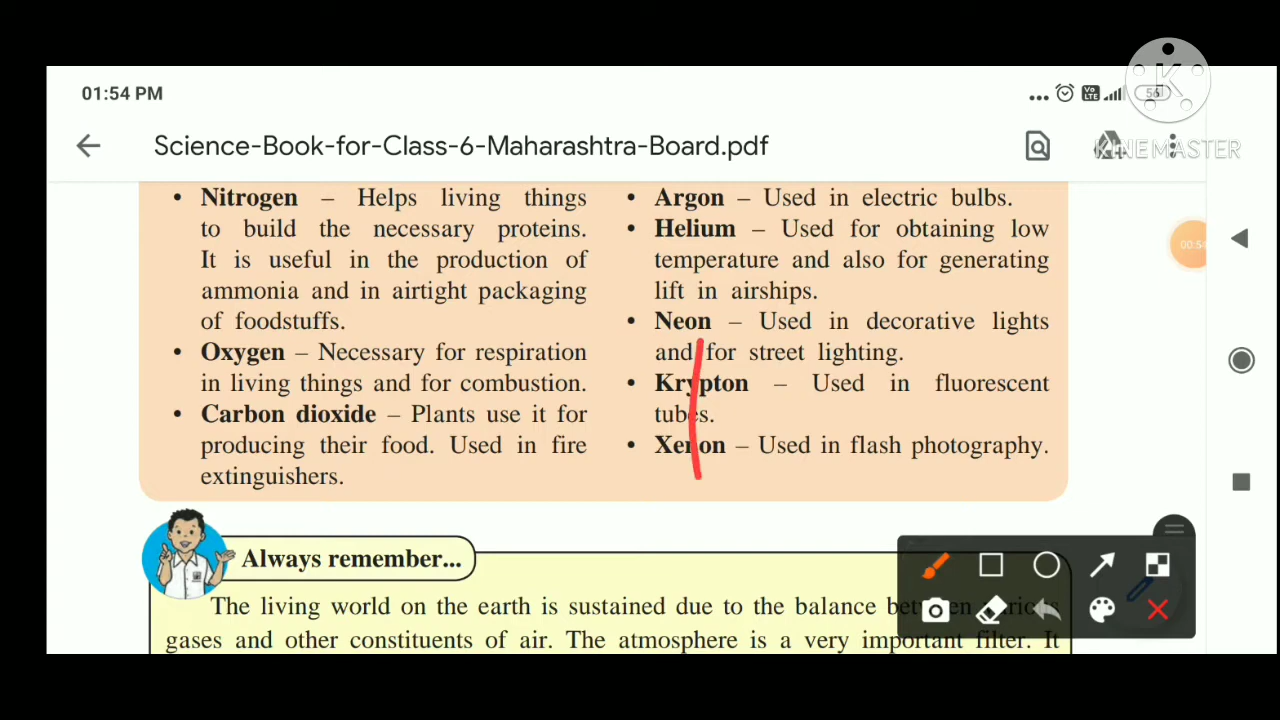 01:54 PM
56
Science-Book-for-Class-6-Maharashtra-Board.pdf
KINEMASTER
• Nitrogen – Helps living things
to build the necessary proteins.
It is useful in the production of
ammonia and in airtight packaging
of foodstuffs.
• Oxygen – Necessary for respiration
in living things and for combustion.
• Carbon dioxide – Plants use it for
producing their food. Used in fire
extinguishers.
• Argon – Used in electric bulbs.
• Helium – Used for obtaining low
temperature and also for generating
lift in airships.
• Neon – Used in decorative lights
and for street lighting.
• Krypton – Used in fluorescent
tubes.
• Xenon – Used in flash photography.
00:54
Always remember...
The living world on the earth is sustained due to the balance between various
gases and other constituents of air. The atmosphere is a very important filter. It